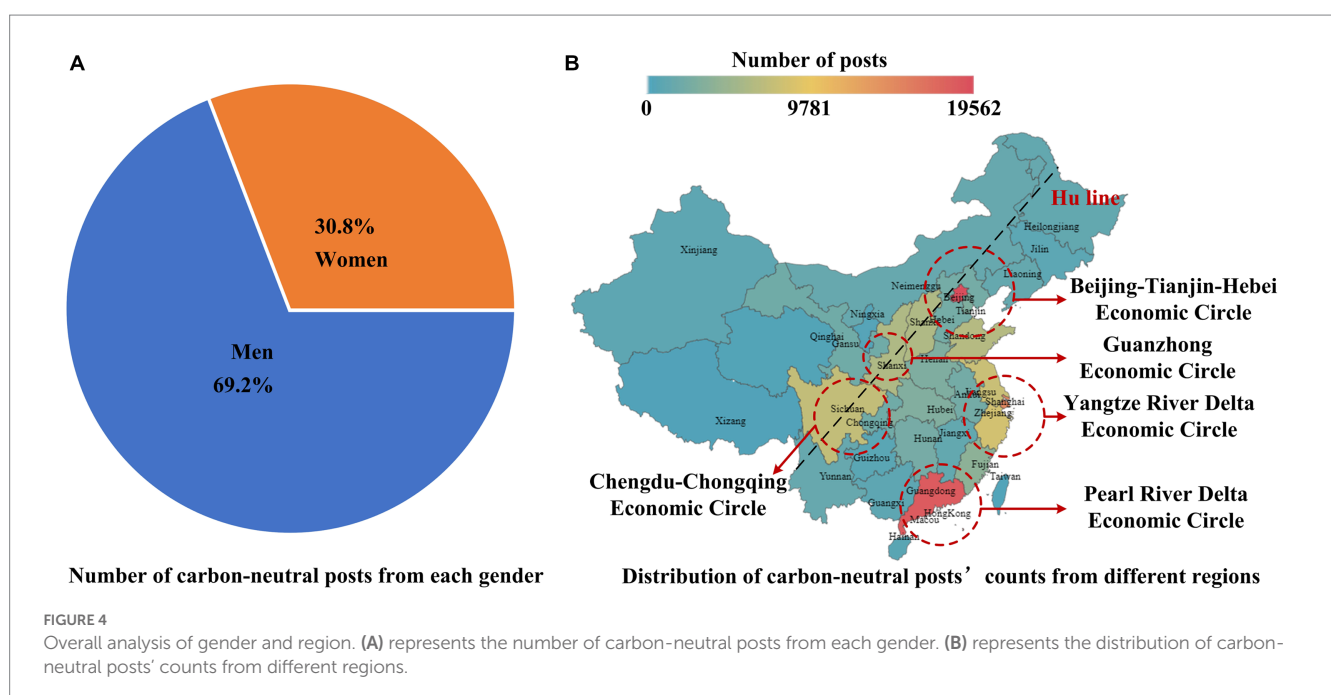 A
30.8%
Women
Men
69.2%
Number of carbon-neutral posts from each gender
B
Number of posts
0 9781 19562
Hu line
Heilongjiang
Jilin
Liaoning
Xinjiang
Neimenggu
Beijing
Tianjin
Ningxia
Shanxi
Hebei
Qinghai
Gansu
Shandong
Henan
Shanxi
Jiangsu
Anhui
Shanghai
Sichuan
Hubei
Zhejiang
Xizang
Chongqing
Hunan
Jiangxi
Guizhou
Fujian
Yunnan
Taiwan
Guangdong
Guangxi
HongKong
Macou
Hainan
Beijing-Tianjin-Hebei
Economic Circle
Guanzhong
Economic Circle
Yangtze River Delta
Economic Circle
Chengdu-Chongqing
Economic Circle
Pearl River Delta
Economic Circle
Distribution of carbon-neutral posts’ counts from different regions
FIGURE 4
Overall analysis of gender and region. (A) represents the number of carbon-neutral posts from each gender. (B) represents the distribution of carbon-
neutral posts’ counts from different regions.